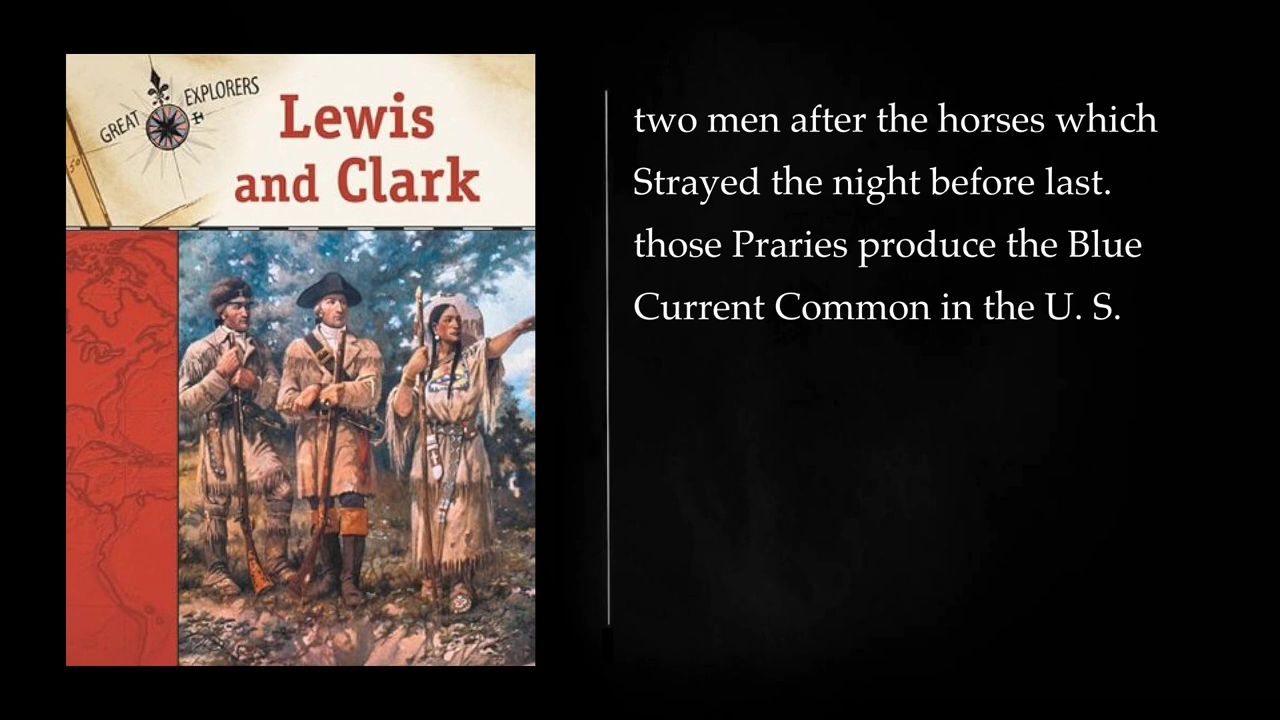 GREAT EXPLORERS
Lewis
and Clark
50
two men after the horses which
Strayed the night before last.
those Praries produce the Blue
Current Common in the U. S.